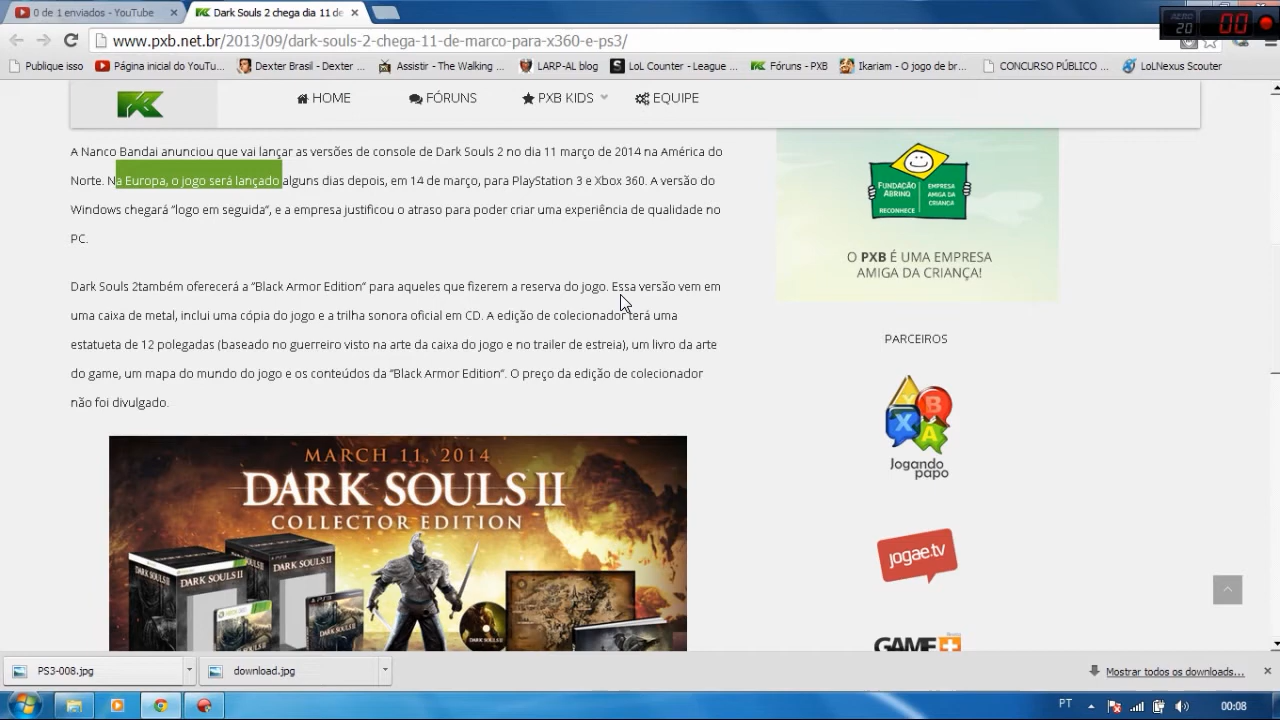 0 de 1 enviados - YouTube
Dark Souls 2 chega dia 11 de
AERO
20
00
www.pxb.net.br/2013/09/dark-souls-2-chega-11-de-marco-para-x360-e-ps3/
Publique isso
Página inicial do YouTu...
Dexter Brasil - Dexter ...
Assistir - The Walking ...
LARP-AL blog
LoL Counter - League ...
Fóruns - PXB
Ikariam - O jogo de br...
CONCURSO PÚBLICO ...
LoLNexus Scouter
HOME
FÓRUNS
PXB KIDS
EQUIPE
A Nanco Bandai anunciou que vai lançar as versões de console de Dark Souls 2 no dia 11 março de 2014 na América do
Norte. Na Europa, o jogo será lançado alguns dias depois, em 14 de março, para PlayStation 3 e Xbox 360. A versão do
Windows chegará “logo em seguida”, e a empresa justificou o atraso para poder criar uma experiência de qualidade no
PC.
Dark Souls 2também oferecerá a “Black Armor Edition” para aqueles que fizerem a reserva do jogo. Essa versão vem em
uma caixa de metal, inclui uma cópia do jogo e a trilha sonora oficial em CD. A edição de colecionador terá uma
estatueta de 12 polegadas (baseado no guerreiro visto na arte da caixa do jogo e no trailer de estreia), um livro da arte
do game, um mapa do mundo do jogo e os conteúdos da “Black Armor Edition”. O preço da edição de colecionador
não foi divulgado.
MARCH 11, 2014
DARK SOULS II
COLLECTOR EDITION
DARK SOULS II
DARK SOULS II
FUNDAÇÃO
ABRINQ
RECONHECE
EMPRESA
AMIGA DA
CRIANÇA
O PXB É UMA EMPRESA
AMIGA DA CRIANÇA!
PARCEIROS
Y
B
X
A
Jogando
papo
jogae.tv
GAME+
PS3-008.jpg
download.jpg
Mostrar todos os downloads...
PT
00:08